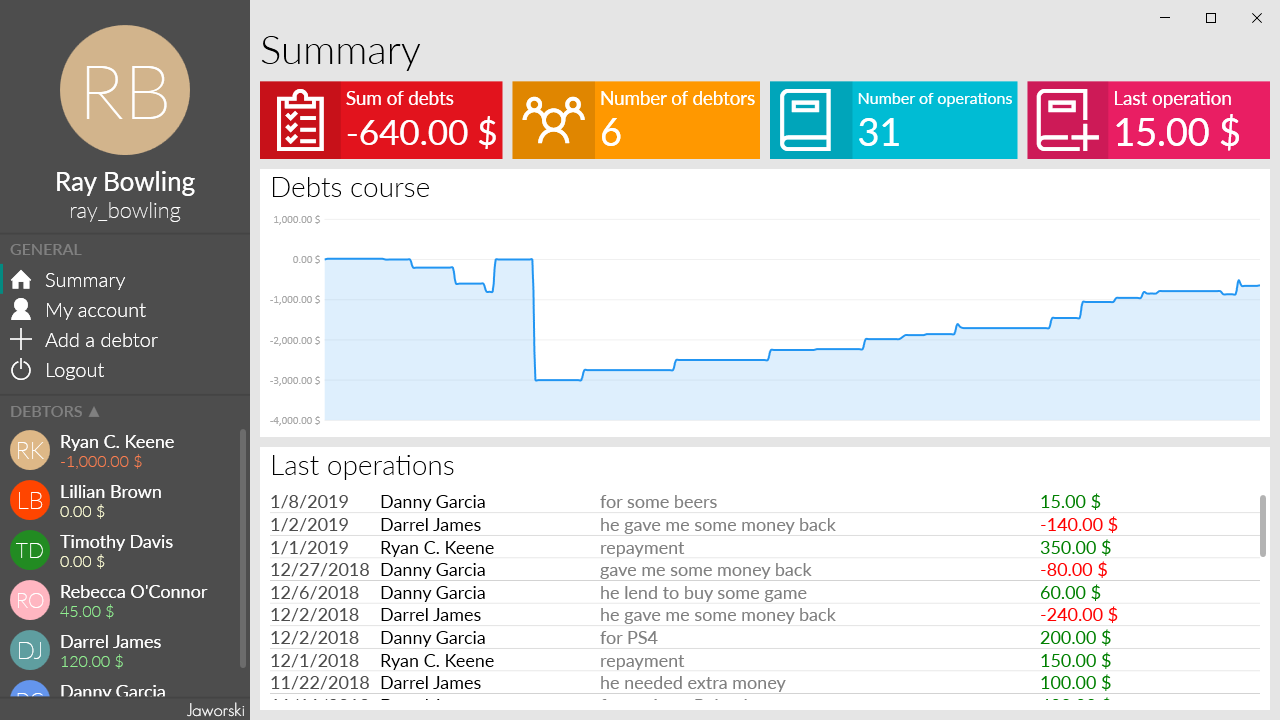 RB
Ray Bowling
ray_bowling
GENERAL
Summary
My account
Add a debtor
Logout
DEBTORS ▲
RK
Ryan C. Keene
-1,000.00 $
LB
Lillian Brown
0.00 $
TD
Timothy Davis
0.00 $
RO
Rebecca O'Connor
45.00 $
DJ
Darrel James
120.00 $
Danny Garcia
Jaworski
Summary
Sum of debts
-640.00 $
Number of debtors
6
Number of operations
31
Last operation
15.00 $
Debts course
1,000.00 $
0.00 $
-1,000.00 $
-2,000.00 $
-3,000.00 $
-4,000.00 $
Last operations
1/8/2019 Danny Garcia for some beers 15.00 $
1/2/2019 Darrel James he gave me some money back -140.00 $
1/1/2019 Ryan C. Keene repayment 350.00 $
12/27/2018 Danny Garcia gave me some money back -80.00 $
12/6/2018 Danny Garcia he lend to buy some game 60.00 $
12/2/2018 Darrel James he gave me some money back -240.00 $
12/2/2018 Danny Garcia for PS4 200.00 $
12/1/2018 Ryan C. Keene repayment 150.00 $
11/22/2018 Darrel James he needed extra money 100.00 $